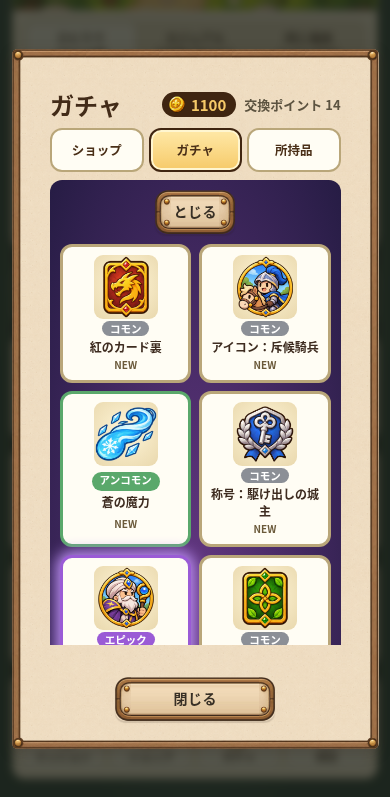 ガチャ
1100
交換ポイント 14
ショップ
ガチャ
所持品
とじる
コモン
紅のカード裏
NEW
コモン
アイコン：斥候騎兵
NEW
アンコモン
蒼の魔力
NEW
コモン
称号：駆け出しの城
主
NEW
エピック
コモン
閉じる